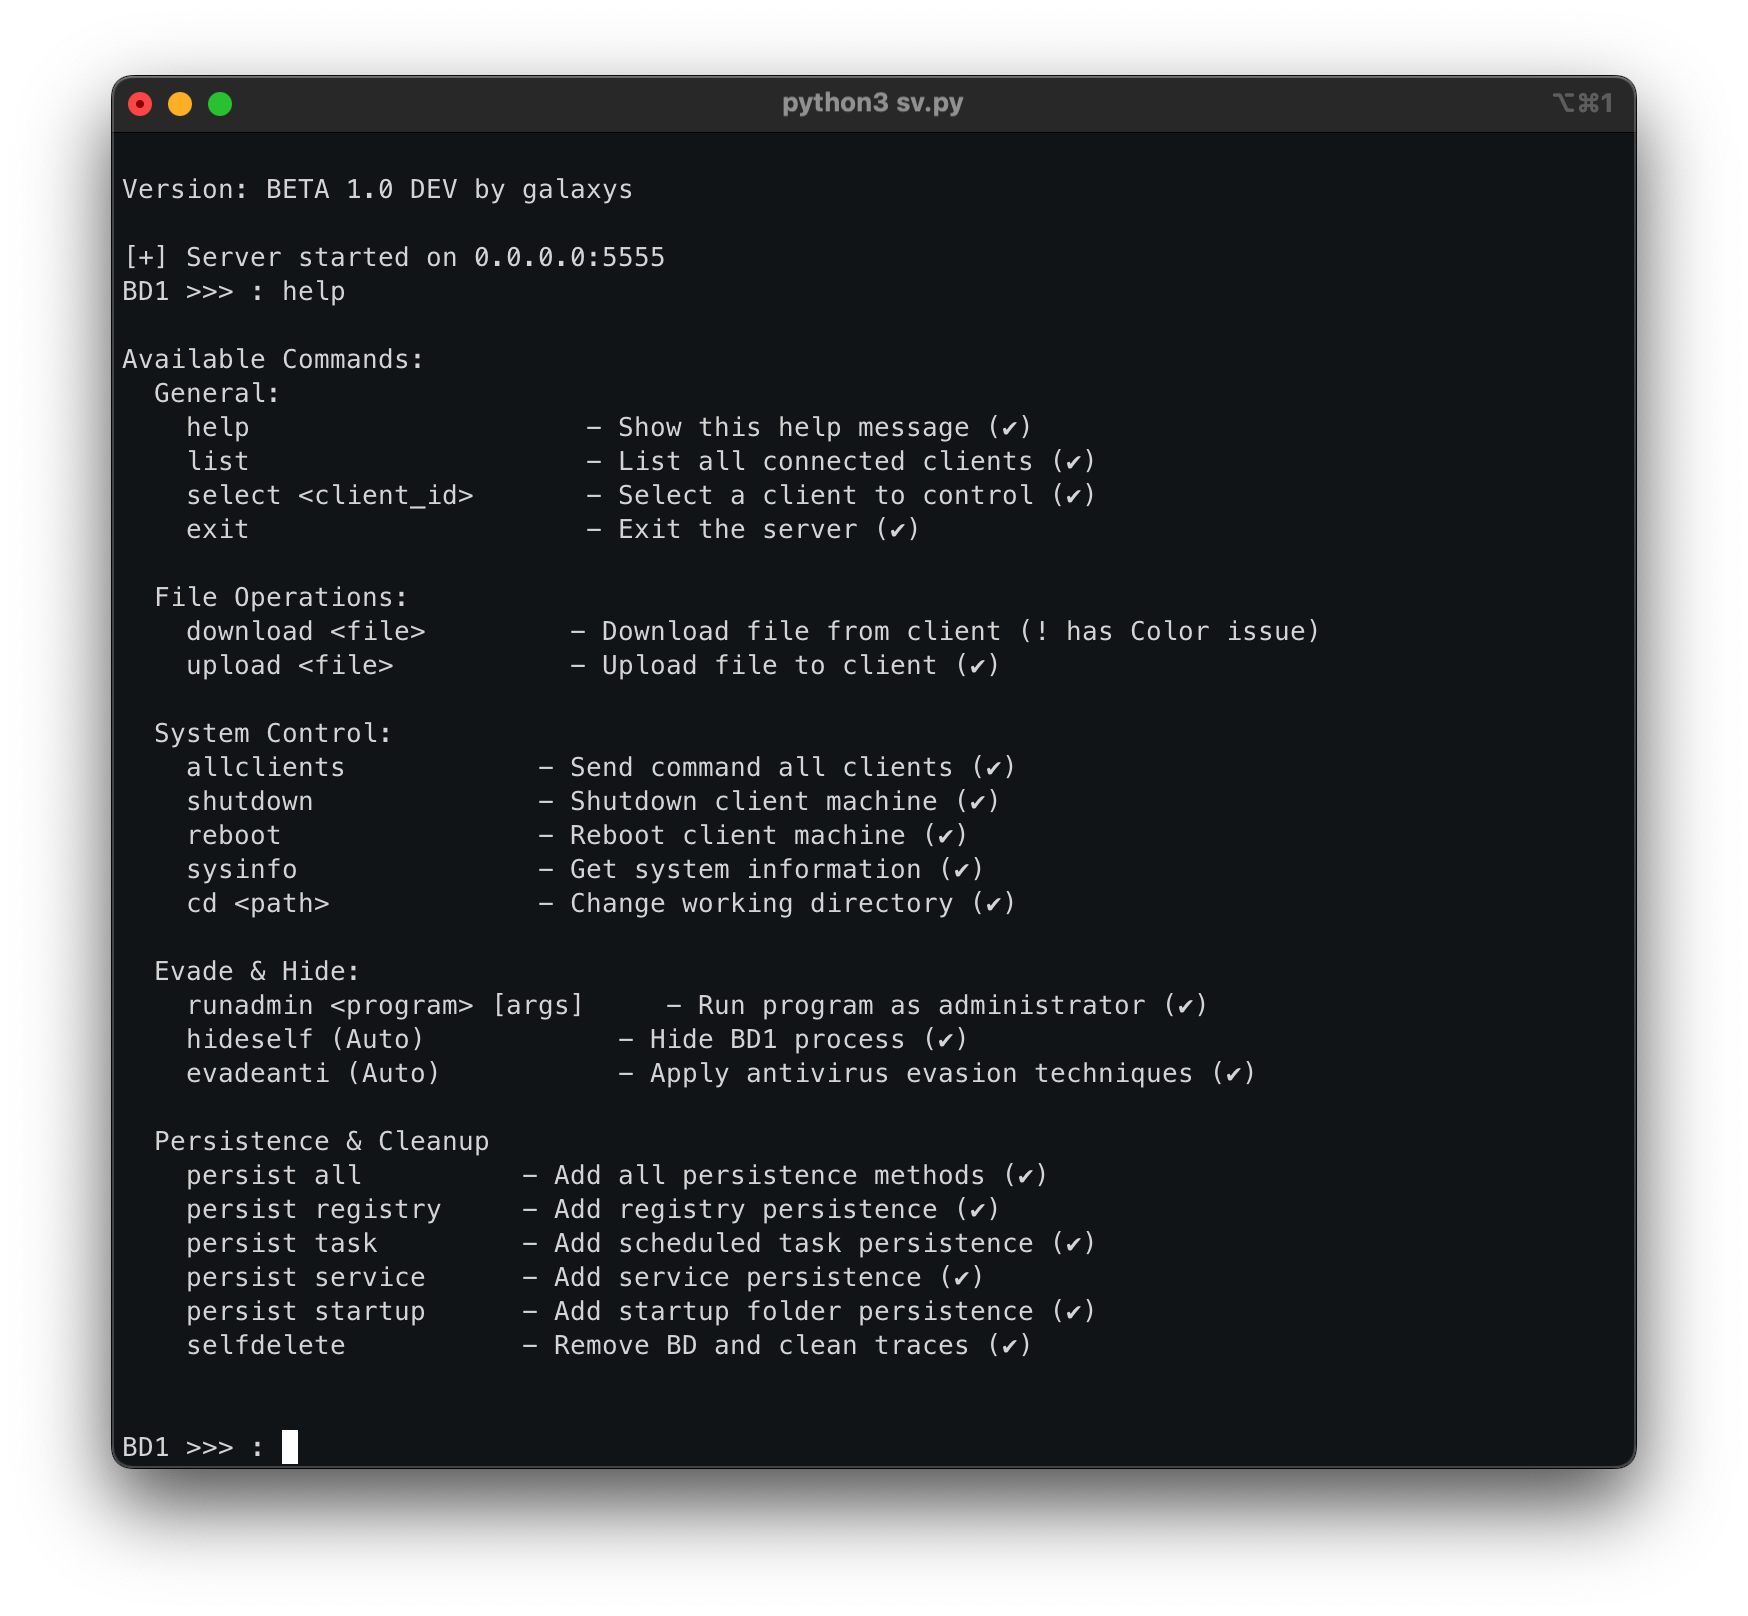 python3 sv.py
⌥⌘1
Version: BETA 1.0 DEV by galaxys
[+] Server started on 0.0.0.0:5555
BD1 >>> : help
Available Commands:
General:
help - Show this help message (✔)
list - List all connected clients (✔)
select <client_id> - Select a client to control (✔)
exit - Exit the server (✔)
File Operations:
download <file> - Download file from client (! has Color issue)
upload <file> - Upload file to client (✔)
System Control:
allclients - Send command all clients (✔)
shutdown - Shutdown client machine (✔)
reboot - Reboot client machine (✔)
sysinfo - Get system information (✔)
cd <path> - Change working directory (✔)
Evade & Hide:
runadmin <program> [args] - Run program as administrator (✔)
hideself (Auto) - Hide BD1 process (✔)
evadeanti (Auto) - Apply antivirus evasion techniques (✔)
Persistence & Cleanup
persist all - Add all persistence methods (✔)
persist registry - Add registry persistence (✔)
persist task - Add scheduled task persistence (✔)
persist service - Add service persistence (✔)
persist startup - Add startup folder persistence (✔)
selfdelete - Remove BD and clean traces (✔)
BD1 >>> :